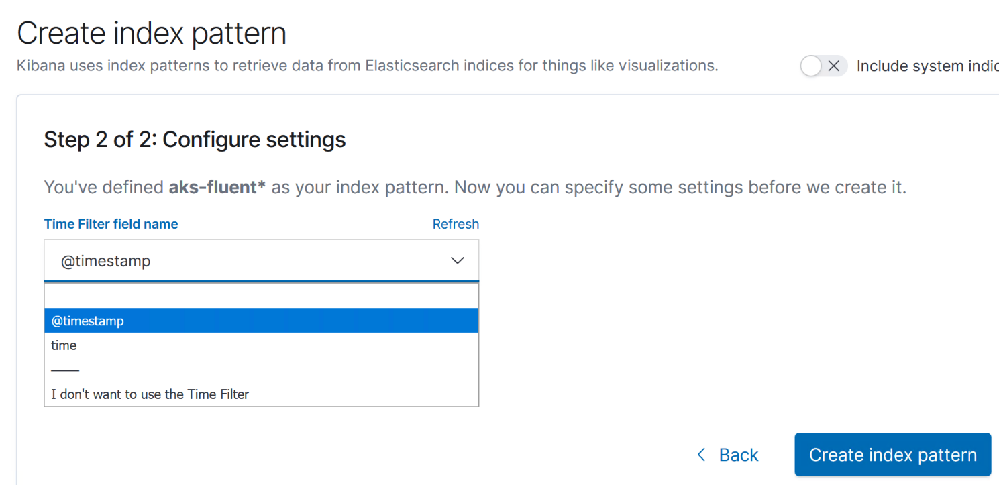 Create index pattern
Kibana uses index patterns to retrieve data from Elasticsearch indices for things like visualizations.
Include system indic
Step 2 of 2: Configure settings
You've defined aks-fluent* as your index pattern. Now you can specify some settings before we create it.
Time Filter field name
Refresh
@timestamp
@timestamp
time
——
I don't want to use the Time Filter
Back
Create index pattern